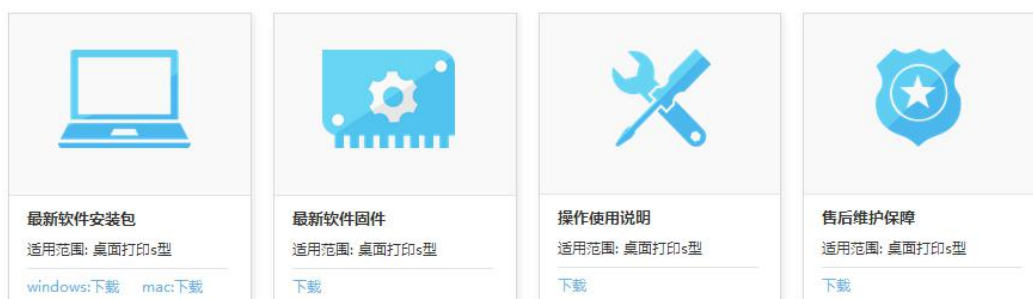 最新软件安装包
适用范围: 桌面打印s型
windows:下载 mac:下载
最新软件固件
适用范围: 桌面打印s型
下载
操作使用说明
适用范围: 桌面打印s型
下载
售后维护保障
适用范围: 桌面打印s型
下载